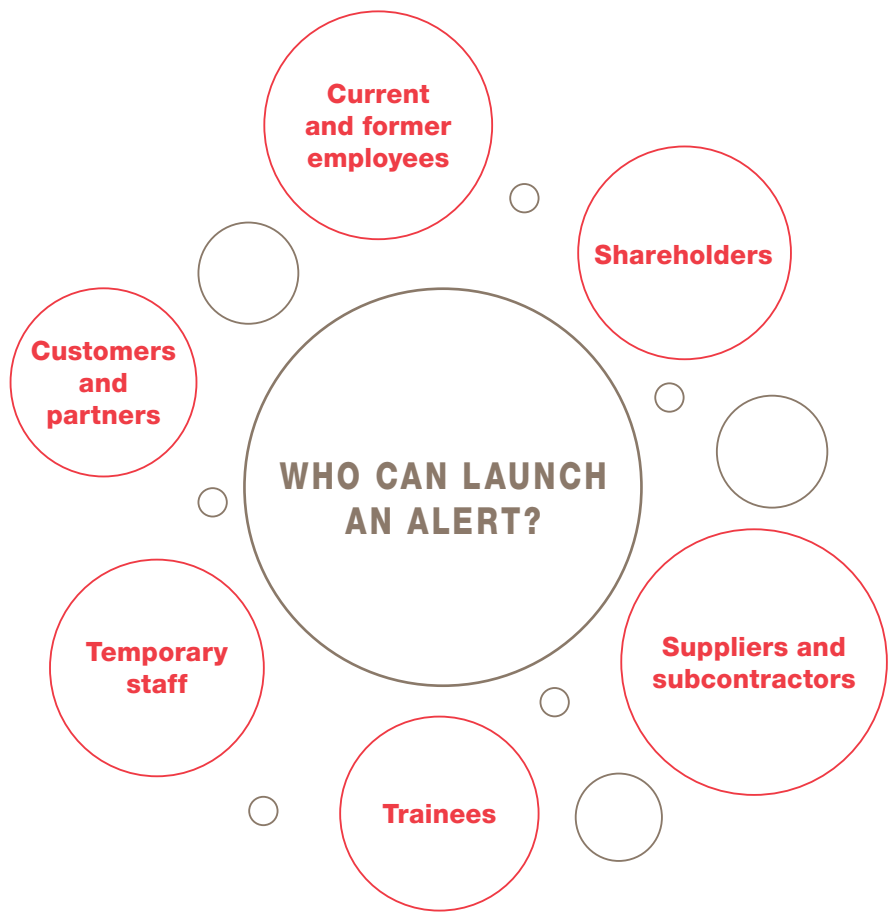 Current
and former
employees
Shareholders
Customers
and
partners
WHO CAN LAUNCH
AN ALERT?
Temporary
staff
Suppliers and
subcontractors
Trainees